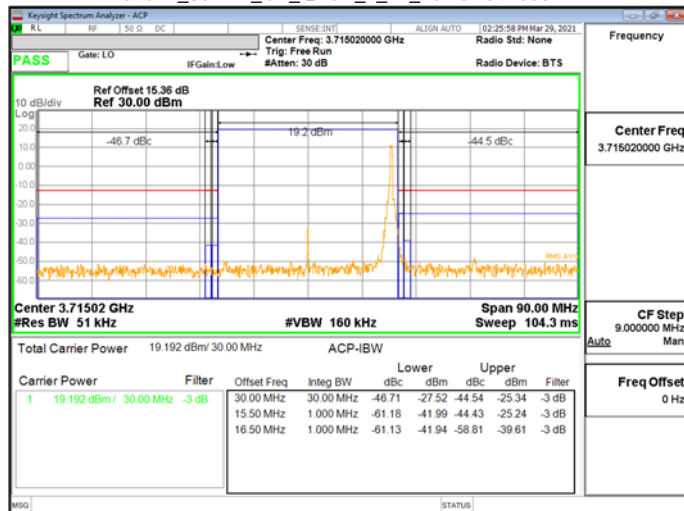 Keysight Spectrum Analyzer - ACP
RL RF 50 Ω DC SENSE:INT ALIGN AUTO 02:25:58 PM Mar 29, 2021
Center Freq: 3.715020000 GHz Radio Std: None
PASS Gate: LO Trig: Free Run
IFGain:Low #Atten: 30 dB Radio Device: BTS
Ref Offset 15.36 dB
10 dB/div Ref 30.00 dBm
Log
20.0
10.0
0.00
-10.0
-20.0
-30.0
-40.0
-50.0
-60.0
-46.7 dBc 19.2 dBm -44.5 dBc
RMS AVG
Center 3.71502 GHz Span 90.00 MHz
#Res BW 51 kHz #VBW 160 kHz Sweep 104.3 ms
Total Carrier Power 19.192 dBm/ 30.00 MHz ACP-IBW
Lower Upper
Carrier Power Filter Offset Freq Integ BW dBc dBm dBc dBm Filter
1 19.192 dBm / 30.00 MHz -3 dB 30.00 MHz 30.00 MHz -46.71 -27.52 -44.54 -25.34 -3 dB
15.50 MHz 1.000 MHz -61.18 -41.99 -44.43 -25.24 -3 dB
16.50 MHz 1.000 MHz -61.13 -41.94 -58.81 -39.61 -3 dB
MSG STATUS
Frequency
Center Freq
3.715020000 GHz
CF Step
9.000000 MHz
Auto Man
Freq Offset
0 Hz